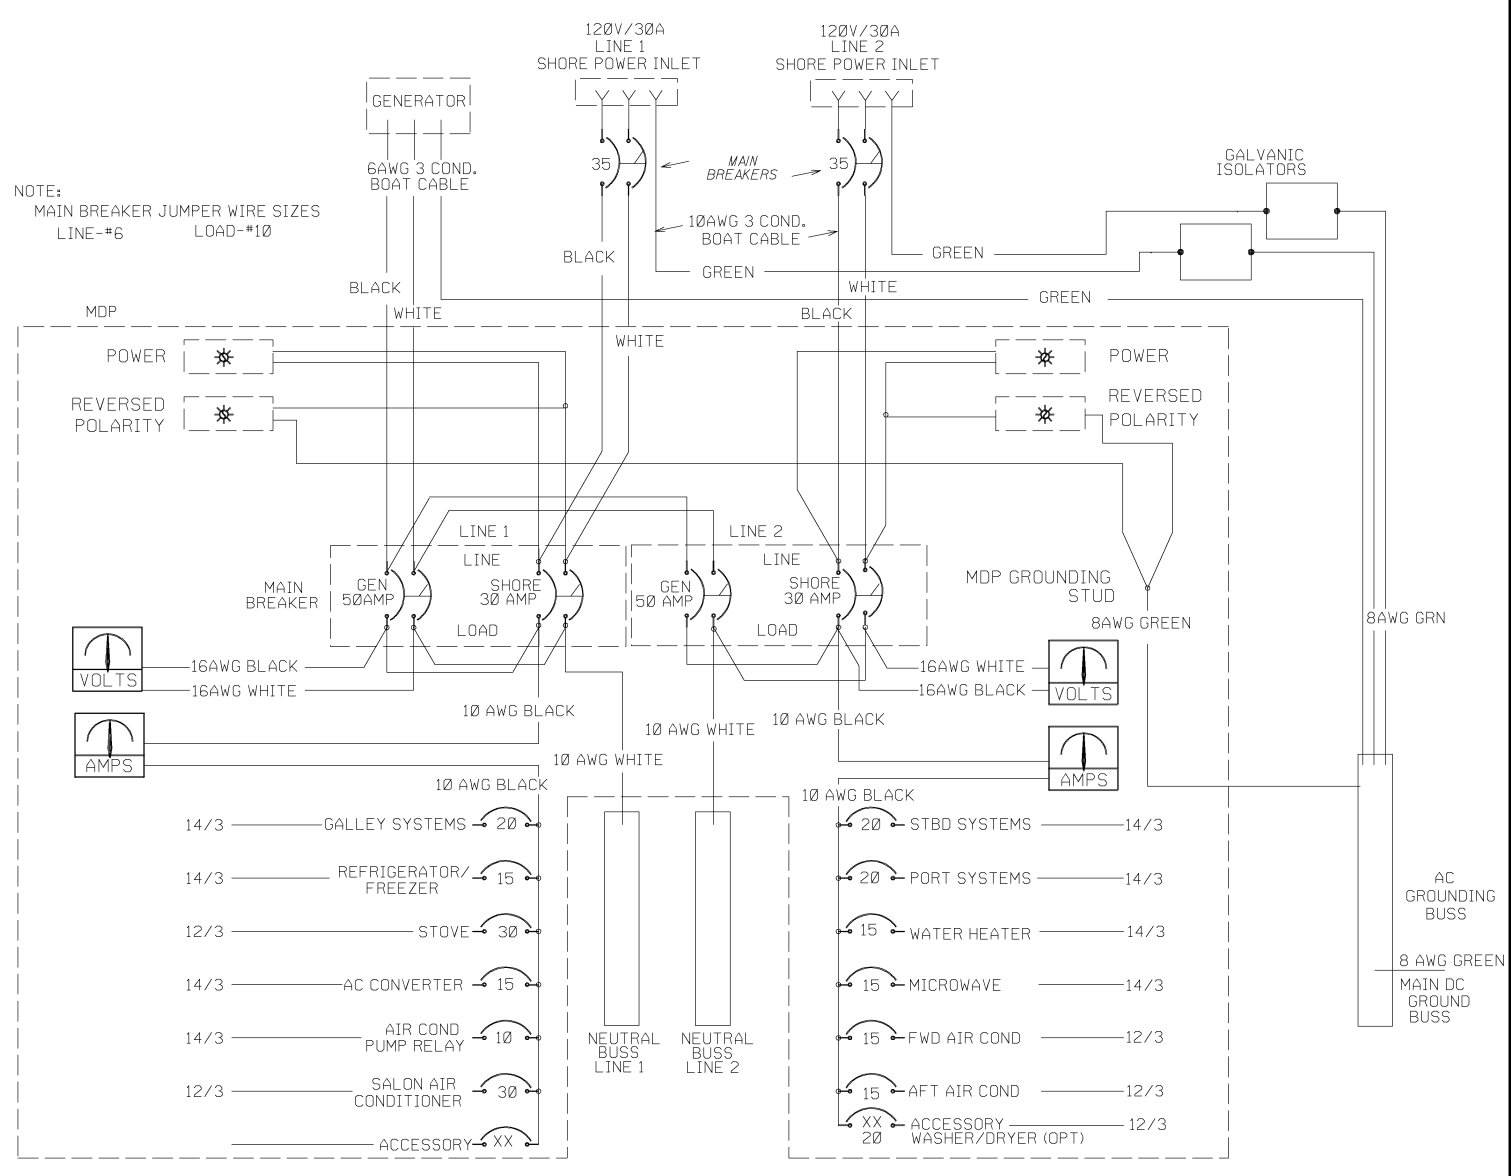 120V/30A
LINE 1
SHORE POWER INLET
120V/30A
LINE 2
SHORE POWER INLET
GENERATOR
6AWG 3 COND.
BOAT CABLE
35
MAIN
BREAKERS
35
GALVANIC
ISOLATORS
NOTE:
MAIN BREAKER JUMPER WIRE SIZES
LINE-#6 LOAD-#10
10AWG 3 COND.
BOAT CABLE
BLACK
GREEN
GREEN
BLACK
WHITE
GREEN
MDP
WHITE
BLACK
WHITE
POWER
POWER
REVERSED
POLARITY
REVERSED
POLARITY
LINE 1
LINE 2
LINE
LINE
MAIN
BREAKER
GEN
50AMP
SHORE
30 AMP
GEN
50 AMP
SHORE
30 AMP
LOAD
LOAD
MDP GROUNDING
STUD
8AWG GREEN
8AWG GRN
VOLTS
16AWG BLACK
16AWG WHITE
16AWG WHITE
16AWG BLACK
VOLTS
10 AWG BLACK
10 AWG WHITE
10 AWG BLACK
AMPS
10 AWG WHITE
AMPS
10 AWG BLACK
10 AWG BLACK
14/3 GALLEY SYSTEMS 20
20 STBD SYSTEMS 14/3
14/3 REFRIGERATOR/
FREEZER 15
20 PORT SYSTEMS 14/3
12/3 STOVE 30
15 WATER HEATER 14/3
14/3 AC CONVERTER 15
15 MICROWAVE 14/3
14/3 AIR COND
PUMP RELAY 10
15 FWD AIR COND 12/3
12/3 SALON AIR
CONDITIONER 30
15 AFT AIR COND 12/3
ACCESSORY XX
XX ACCESSORY 12/3
20 WASHER/DRYER (OPT)
NEUTRAL
BUSS
LINE 1
NEUTRAL
BUSS
LINE 2
AC
GROUNDING
BUSS
8 AWG GREEN
MAIN DC
GROUND
BUSS